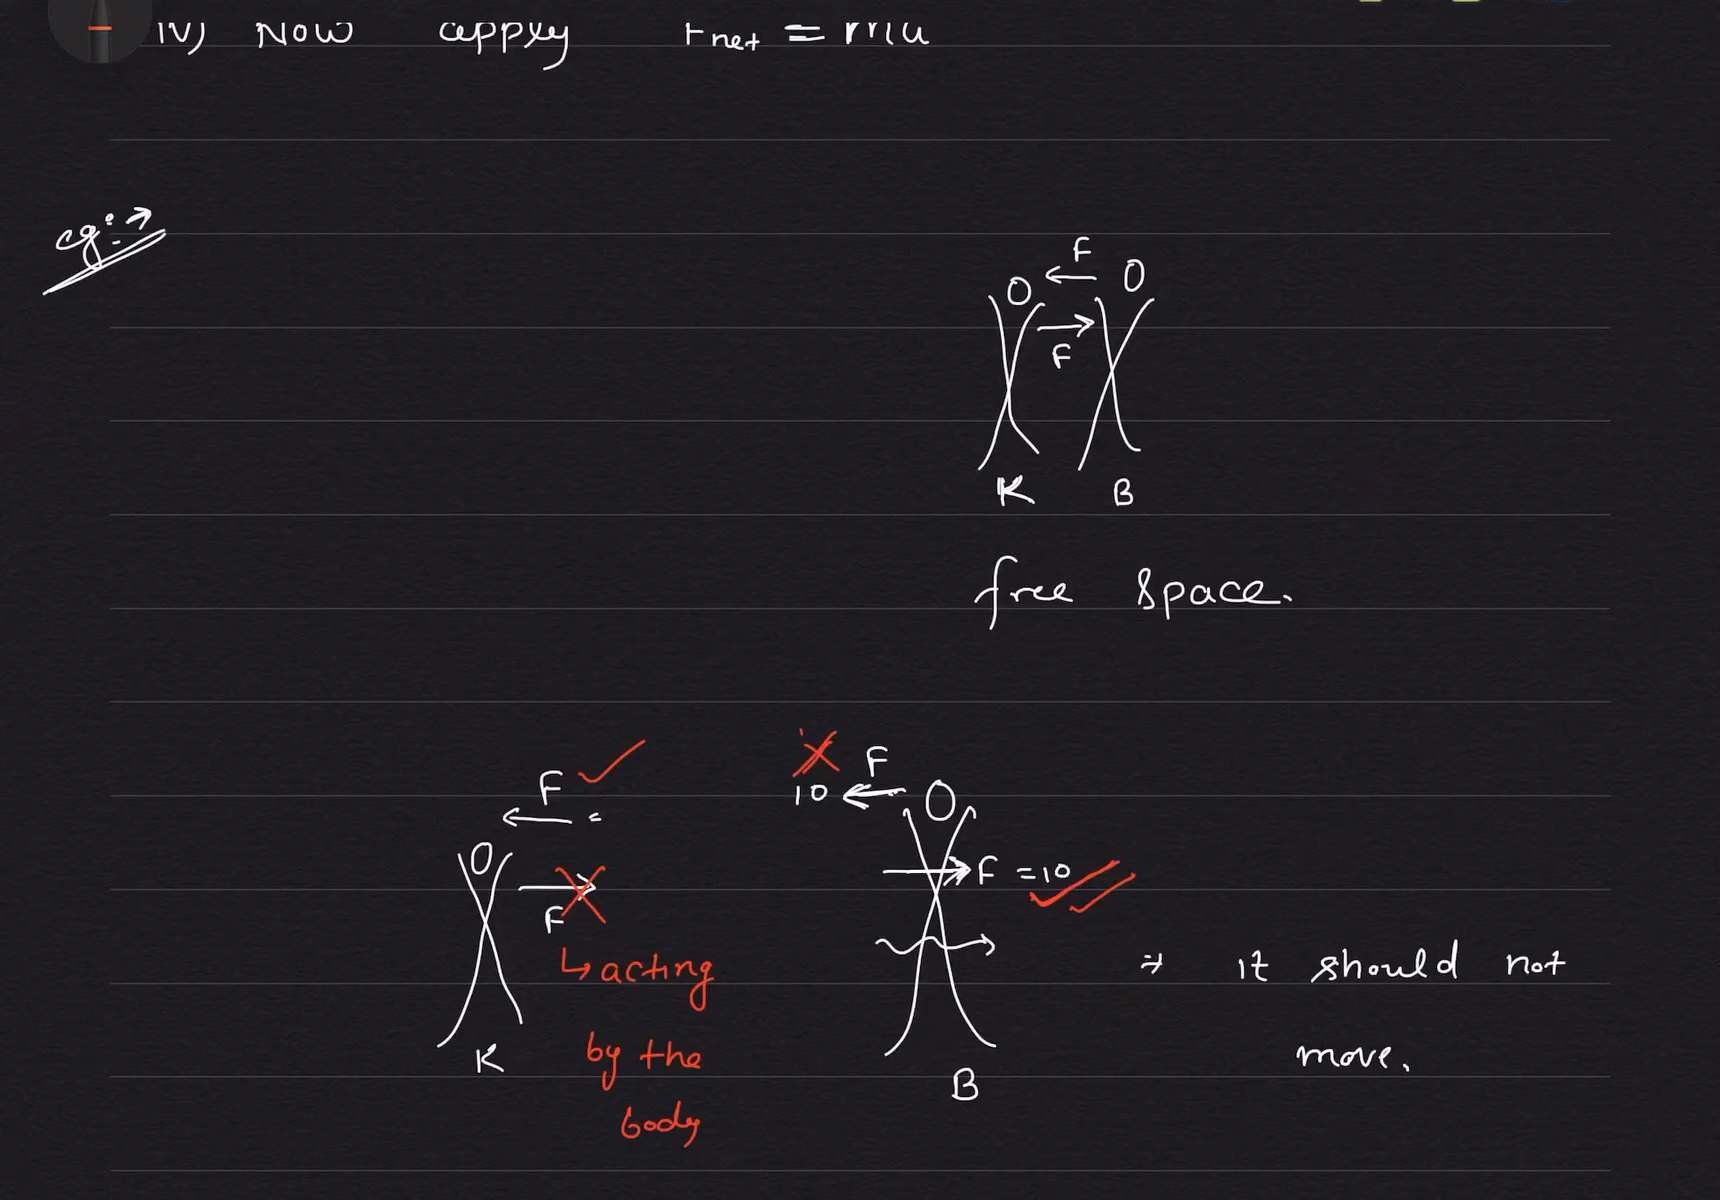 iv) Now apply Fnet = ma
eg:- →
F
O O
F
K B
free space.
F
10 F
F
F = 10
↳ acting
by the
body
K
B
⇒ it should not
move.